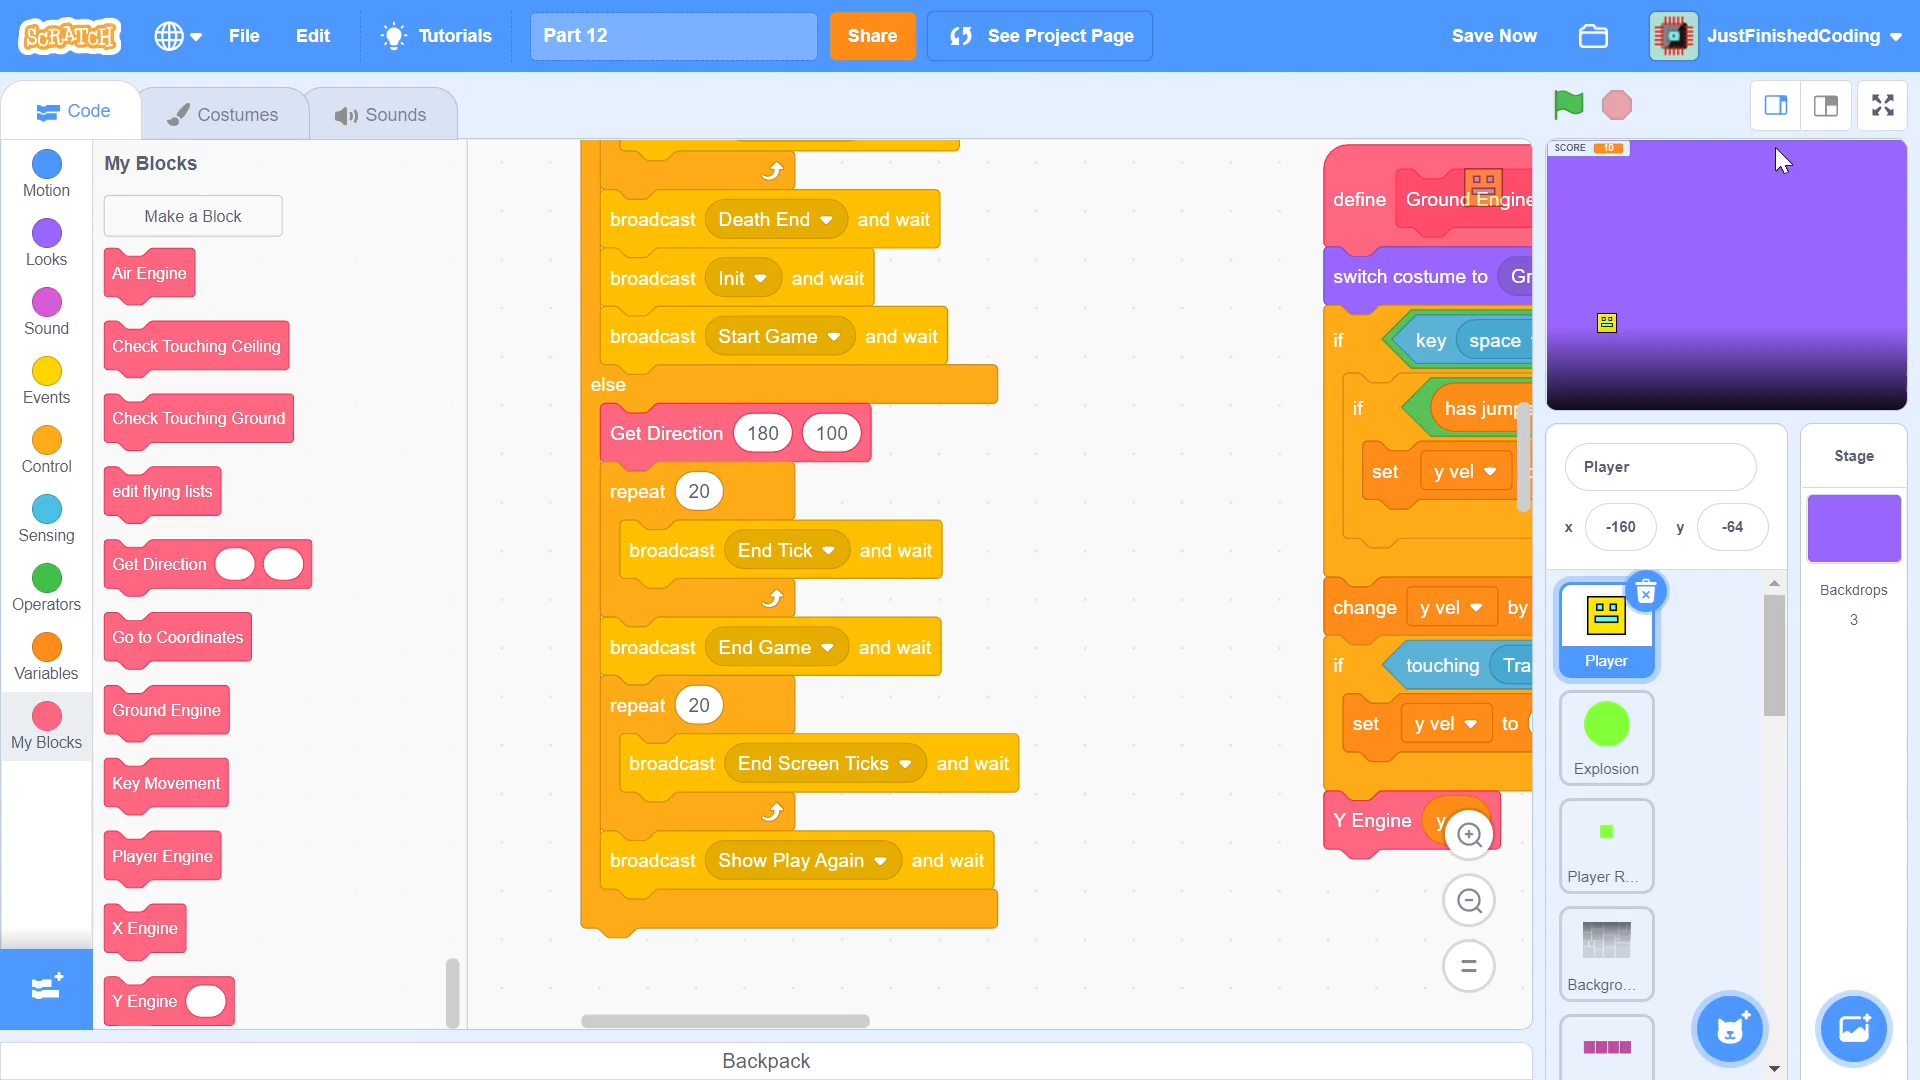 SCRATCH
File
Edit
Tutorials
Part 12
Share
See Project Page
Save Now
JustFinishedCoding
Code
Costumes
Sounds
Motion
Looks
Sound
Events
Control
Sensing
Operators
Variables
My Blocks
My Blocks
Make a Block
Air Engine
Check Touching Ceiling
Check Touching Ground
edit flying lists
Get Direction
Go to Coordinates
Ground Engine
Key Movement
Player Engine
X Engine
Y Engine
broadcast Death End and wait
broadcast Init and wait
broadcast Start Game and wait
else
Get Direction 180 100
repeat 20
broadcast End Tick and wait
broadcast End Game and wait
repeat 20
broadcast End Screen Ticks and wait
broadcast Show Play Again and wait
define Ground Engine
switch costume to Gr
if key space
if has jump
set y vel
change y vel by
if touching Tra
set y vel to
Y Engine y
SCORE 10
Player
x -160 y -64
Player
Explosion
Player R...
Backgro...
Stage
Backdrops
3
Backpack